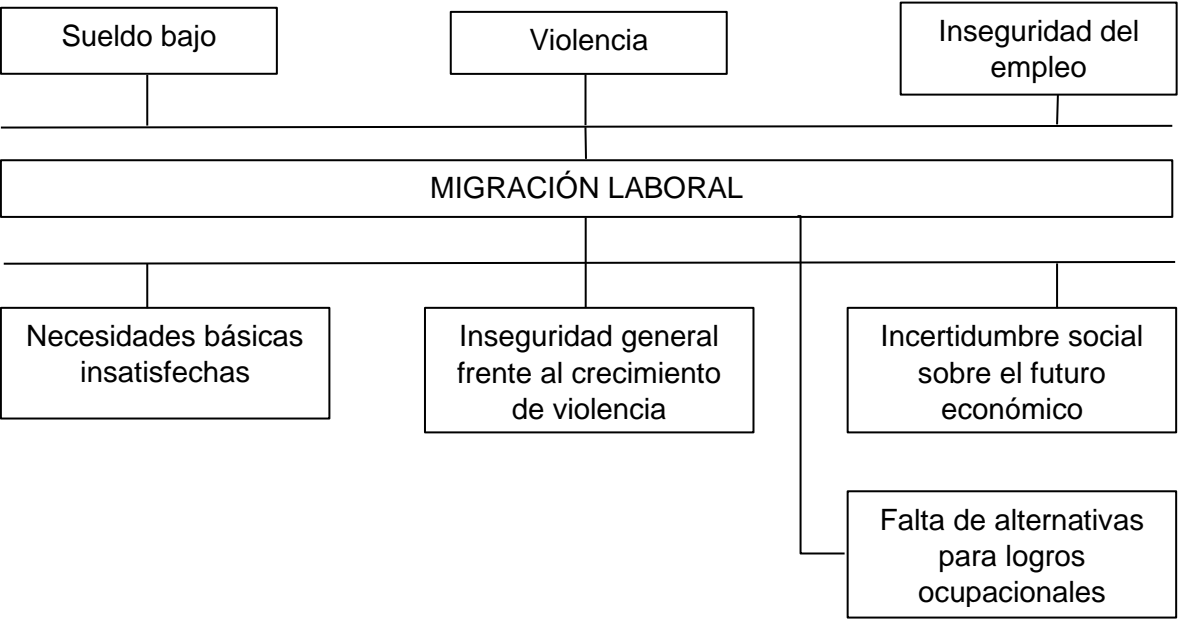 Sueldo bajo
Violencia
Inseguridad del
empleo
MIGRACIÓN LABORAL
Necesidades básicas
insatisfechas
Inseguridad general
frente al crecimiento
de violencia
Incertidumbre social
sobre el futuro
económico
Falta de alternativas
para logros
ocupacionales